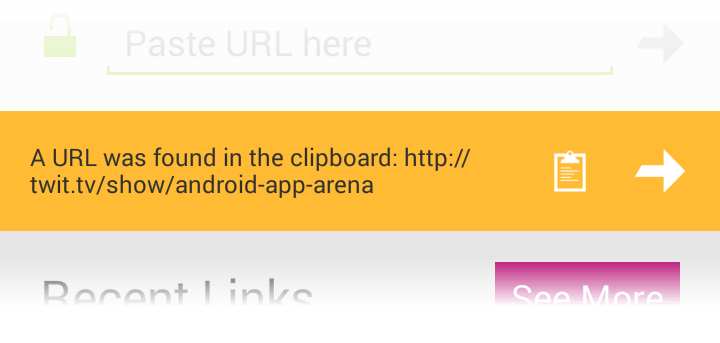 Paste URL here
A URL was found in the clipboard: http://
twit.tv/show/android-app-arena
Recent Links
See More